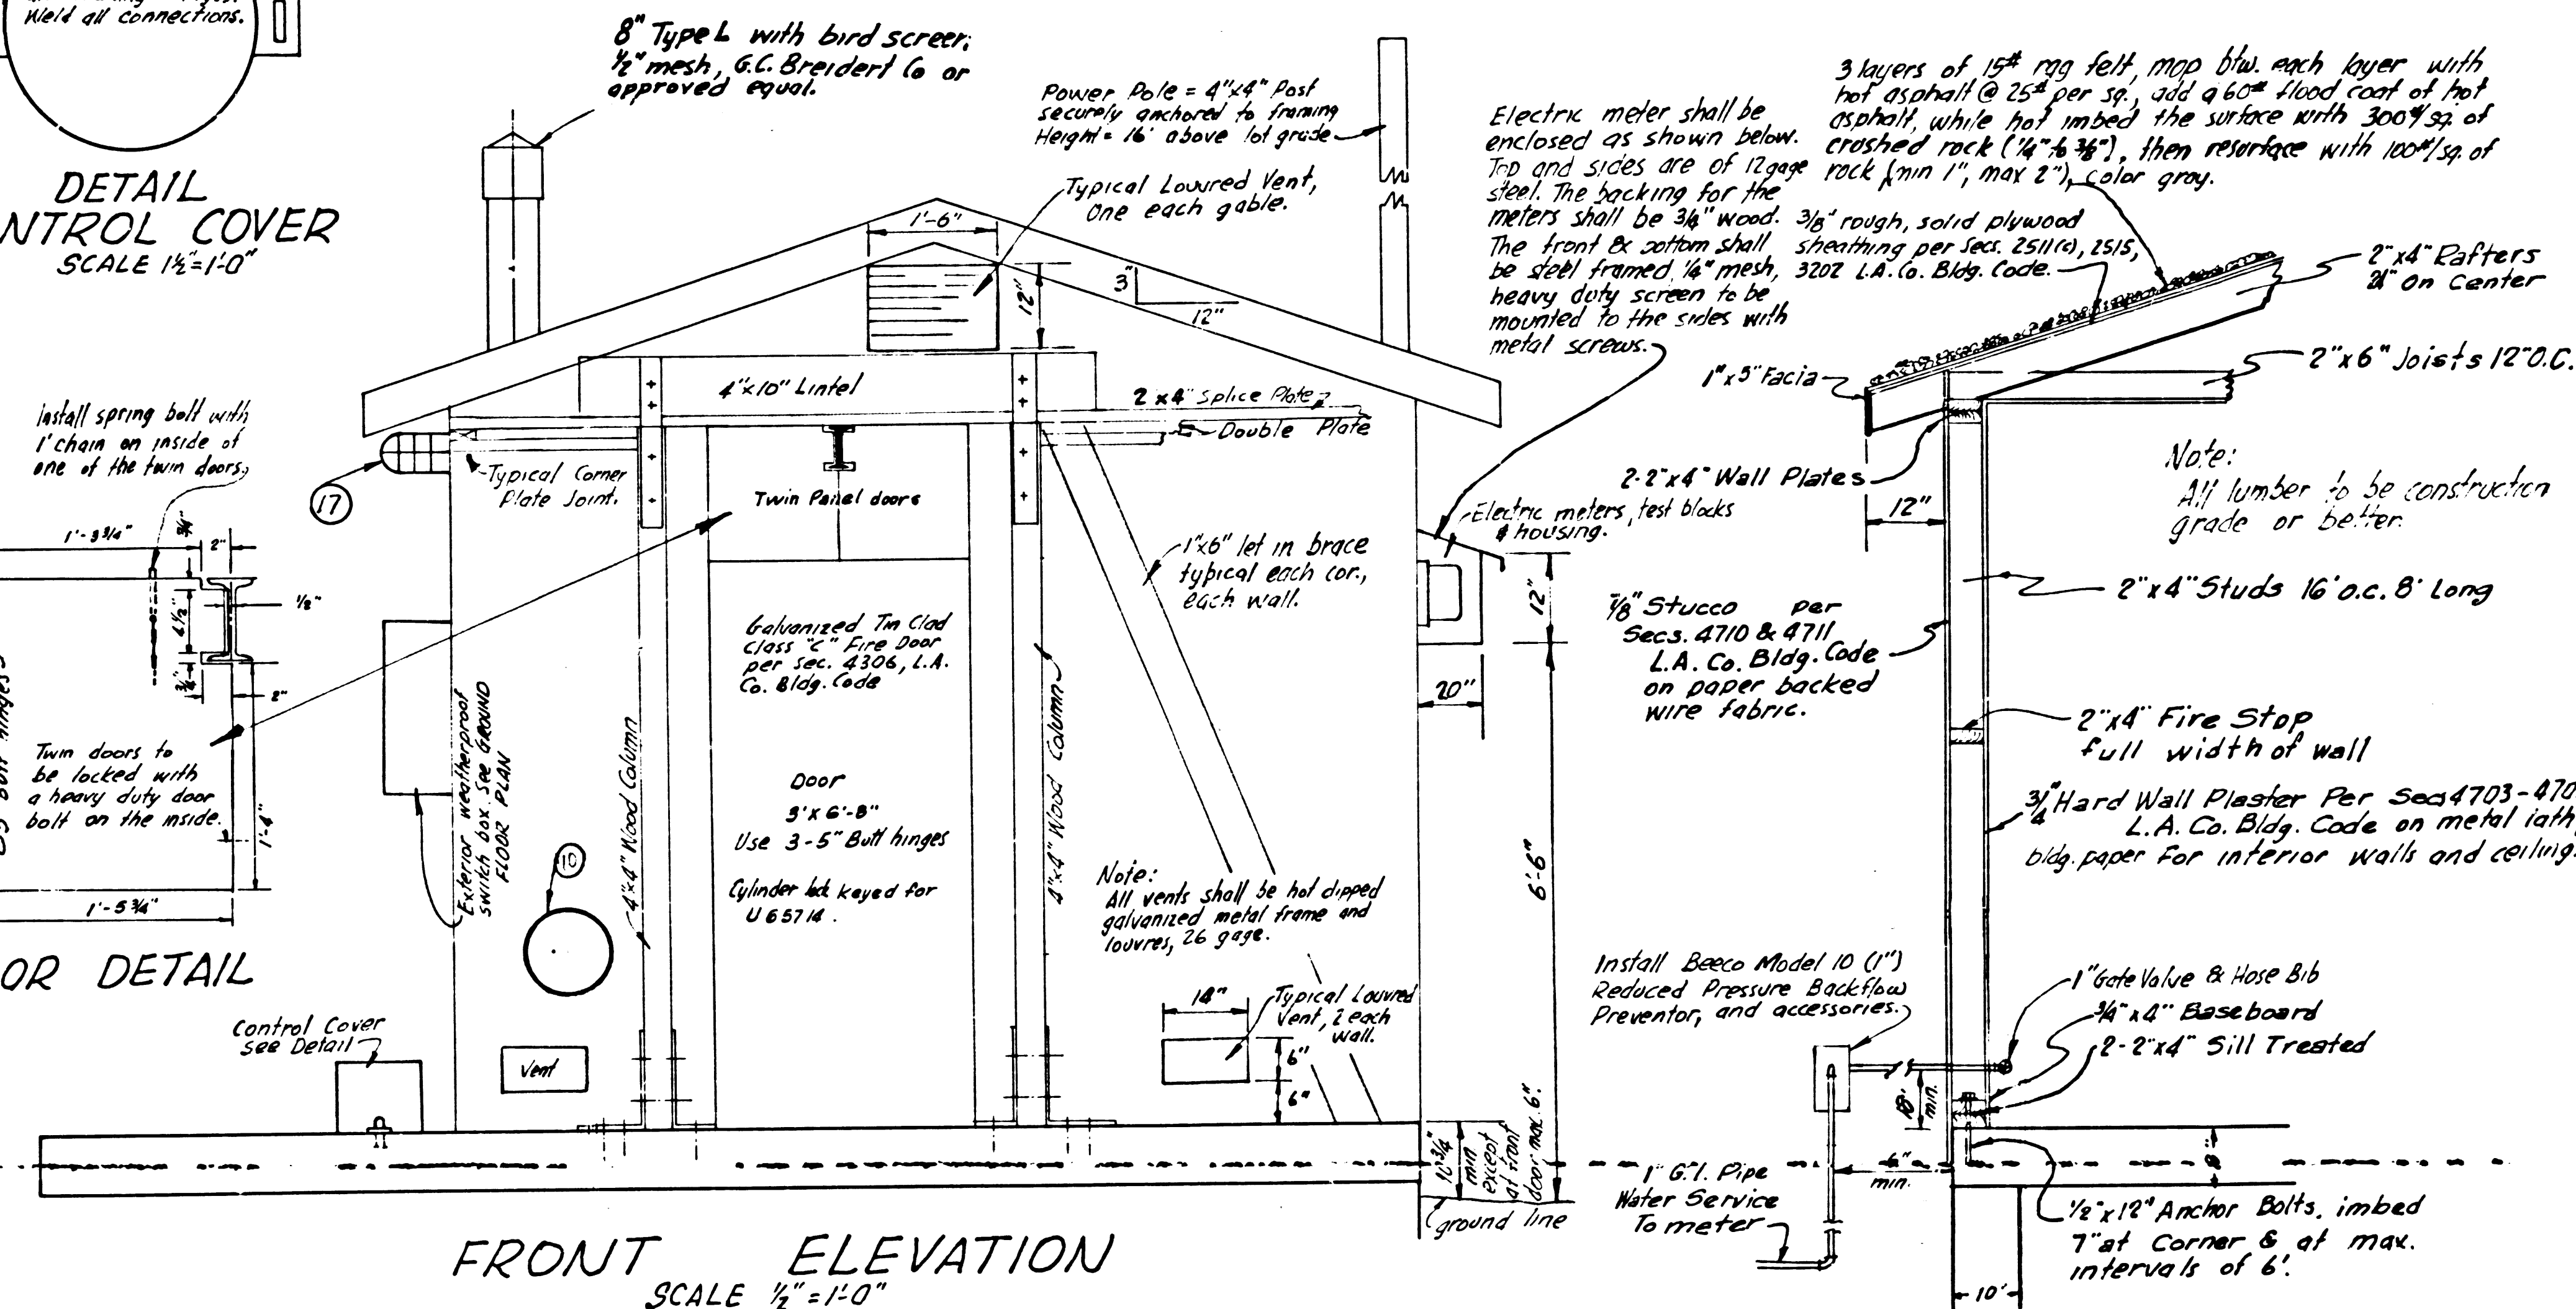 Weld all connections.
DETAIL
NTROL COVER
SCALE 1½"=1'-0"
8" Type L with bird screen;
½" mesh, G.C. Breidert Co or
approved equal.
Power Pole = 4"x4" Post
securely anchored to framing
Height = 16' above lot grade
Typical Louvred Vent,
One each gable.
1'-6"
12"
3"
12"
Electric meter shall be
enclosed as shown below.
Top and sides are of 12 gage
steel. The backing for the
meters shall be 3/4" wood.
The front & bottom shall
be steel framed, ¼" mesh,
heavy duty screen to be
mounted to the sides with
metal screws.
3 layers of 15# rag felt, mop btw. each layer with
hot asphalt @ 25# per sq., add a 60# flood coat of hot
asphalt, while hot imbed the surface with 300#/sq. of
crushed rock (¼" to 3/8"), then resurface with 100#/sq. of
rock (min 1", max 2"), color gray.
3/8" rough, solid plywood
sheathing per Secs. 2511(c), 2515,
3202 L.A. Co. Bldg. Code.
2"x4" Rafters
On Center
2"x6" Joists 12" O.C.
1"x5" Facia
2-2"x4" Wall Plates
12"
Note:
All lumber to be construction
grade or better.
2"x4" Studs 16" o.c. 8' Long
7/8" Stucco per
Secs. 4710 & 4711
L.A. Co. Bldg. Code
on paper backed
wire fabric.
2"x4" Fire Stop
full width of wall
3/4" Hard Wall Plaster Per Secs 4703-470
L.A. Co. Bldg. Code on metal lath
bldg. paper For interior walls and ceiling.
1" Gate Valve & Hose Bib
3/4"x4" Baseboard
2-2"x4" Sill Treated
Install Beeco Model 10 (1")
Reduced Pressure Backflow
Preventor, and accessories.
18"
min.
6"
min.
8"
1" G.I. Pipe
Water Service
To meter
½"x12" Anchor Bolts, imbed
7" at Corner & at max.
intervals of 6'.
10"
install spring bolt with
1' chain on inside of
one of the twin doors.
1'-3 3/4"
3/4"
2"
½"
4½"
3/4"
2"
Twin doors to
be locked with
a heavy duty door
bolt on the inside.
1'-4"
1'-5 3/4"
OR DETAIL
17
4"x10" Lintel
2x4" Splice Plate
Double Plate
Typical Corner
Plate Joint.
Twin Panel doors
1"x6" let in brace
typical each cor.,
each wall.
Electric meters, test blocks
& housing.
12"
20"
6'-6"
Galvanized Tin Clad
Class "C" Fire Door
per sec. 4306, L.A.
Co. Bldg. Code
Door
3' x 6'-8"
Use 3-5" Butt hinges
Cylinder lock keyed for
U65714.
Exterior weatherproof
switch box. See GROUND
FLOOR PLAN
4"x4" Wood Column
4"x4" Wood Column
10
Note:
All vents shall be hot dipped
galvanized metal frame and
louvres, 26 gage.
14"
Typical Louvred
Vent, 2 each
wall.
6"
6"
Control Cover
see Detail
Vent
10 3/4"
min
except
at front
door max. 6".
ground line
FRONT ELEVATION
SCALE ½"=1'-0"